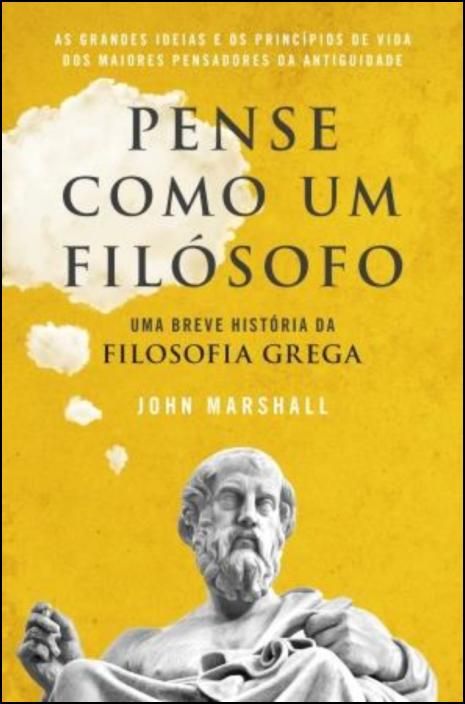 AS GRANDES IDEIAS E OS PRINCÍPIOS DE VIDA
DOS MAIORES PENSADORES DA ANTIGUIDADE
PENSE
COMO UM
FILÓSOFO
UMA BREVE HISTÓRIA DA
FILOSOFIA GREGA
JOHN MARSHALL